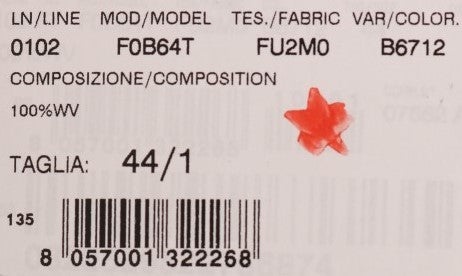 LN/LINE MOD/MODEL TES./FABRIC VAR/COLOR.
0102 F0B64T FU2M0 B6712
COMPOSIZIONE/COMPOSITION
100%WV
TAGLIA: 44/1
135
8 057001 322268